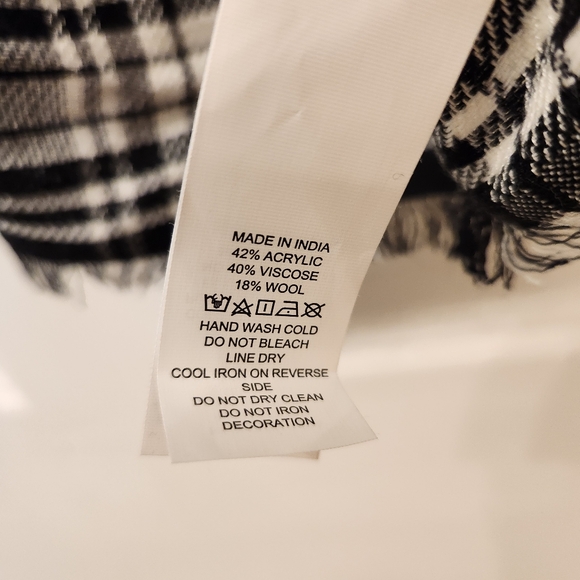 MADE IN INDIA
42% ACRYLIC
40% VISCOSE
18% WOOL
HAND WASH COLD
DO NOT BLEACH
LINE DRY
COOL IRON ON REVERSE
SIDE
DO NOT DRY CLEAN
DO NOT IRON
DECORATION